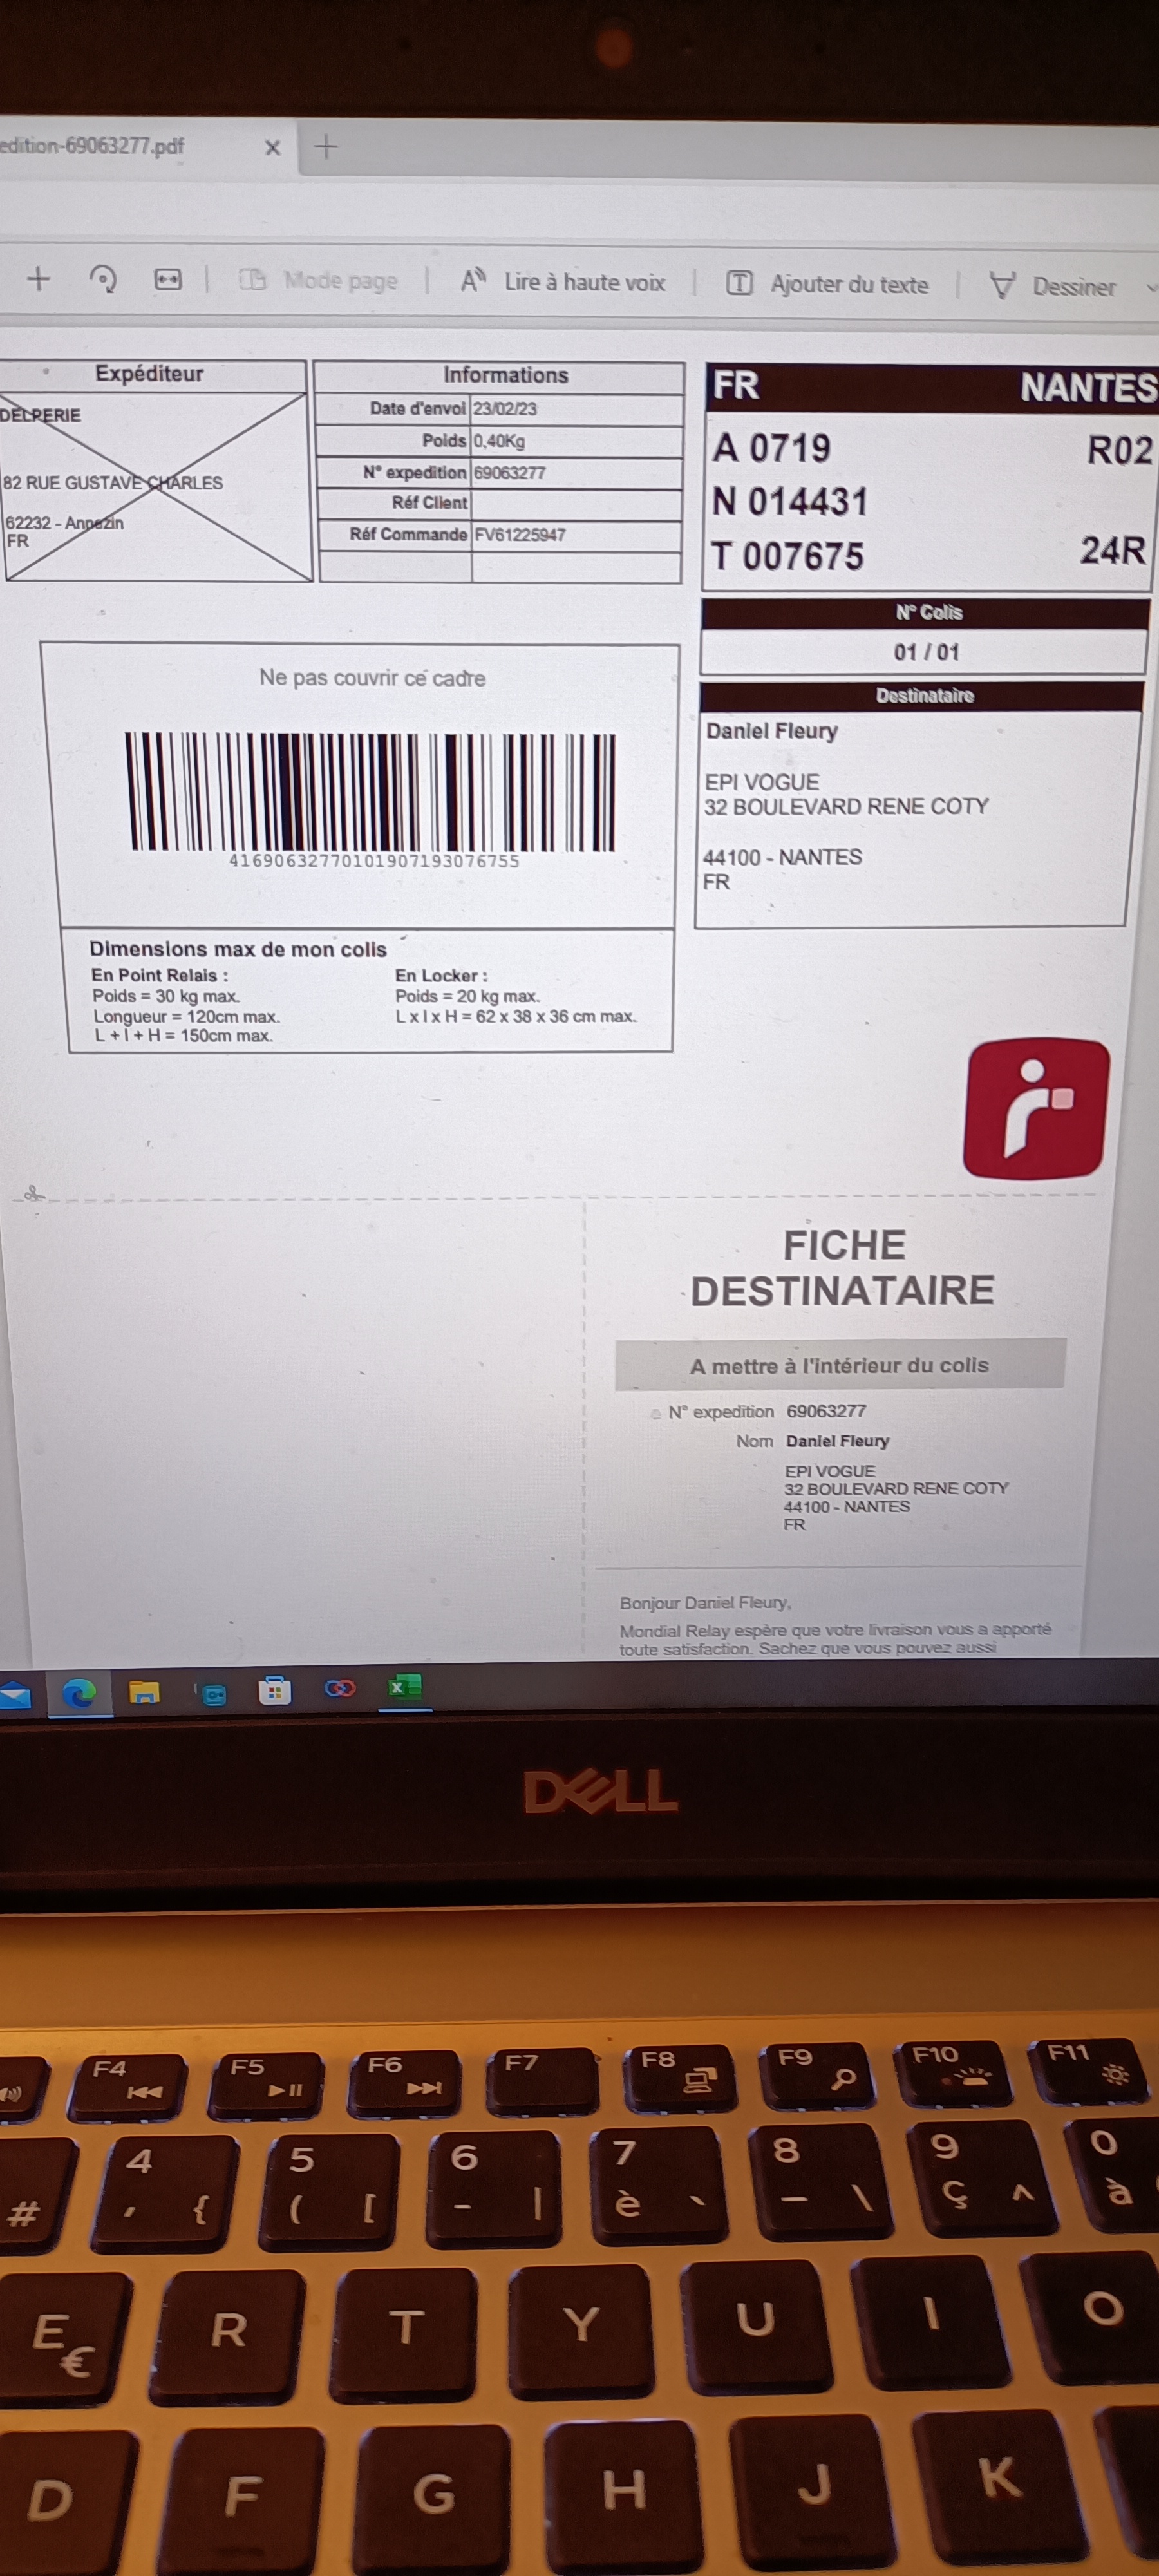 edition-69063277.pdf
Mode page
Lire à haute voix
Ajouter du texte
Dessiner
Expéditeur
DELPERIE
82 RUE GUSTAVE CHARLES
62232 - Annezin
FR
Informations
Date d'envoi 23/02/23
Poids 0,40Kg
N° expedition 69063277
Réf Client
Réf Commande FV61225947
FR NANTES
A 0719 R02
N 014431
T 007675 24R
N° Colis
01 / 01
Destinataire
Daniel Fleury
EPI VOGUE
32 BOULEVARD RENE COTY
44100 - NANTES
FR
Ne pas couvrir ce cadre
41690632770101907193076755
Dimensions max de mon colis
En Point Relais :
Poids = 30 kg max.
Longueur = 120cm max.
L + l + H = 150cm max.
En Locker :
Poids = 20 kg max.
L x l x H = 62 x 38 x 36 cm max.
FICHE
DESTINATAIRE
A mettre à l'intérieur du colis
N° expedition 69063277
Nom Daniel Fleury
EPI VOGUE
32 BOULEVARD RENE COTY
44100 - NANTES
FR
Bonjour Daniel Fleury,
Mondial Relay espère que votre livraison vous a apporté
toute satisfaction. Sachez que vous pouvez aussi
DELL
F4 F5 F6 F7 F8 F9 F10 F11
4 5 6 7 8 9 0
# ' { ( [ - | è ` _ \ ç ^ à
E € R T Y U I O
D F G H J K